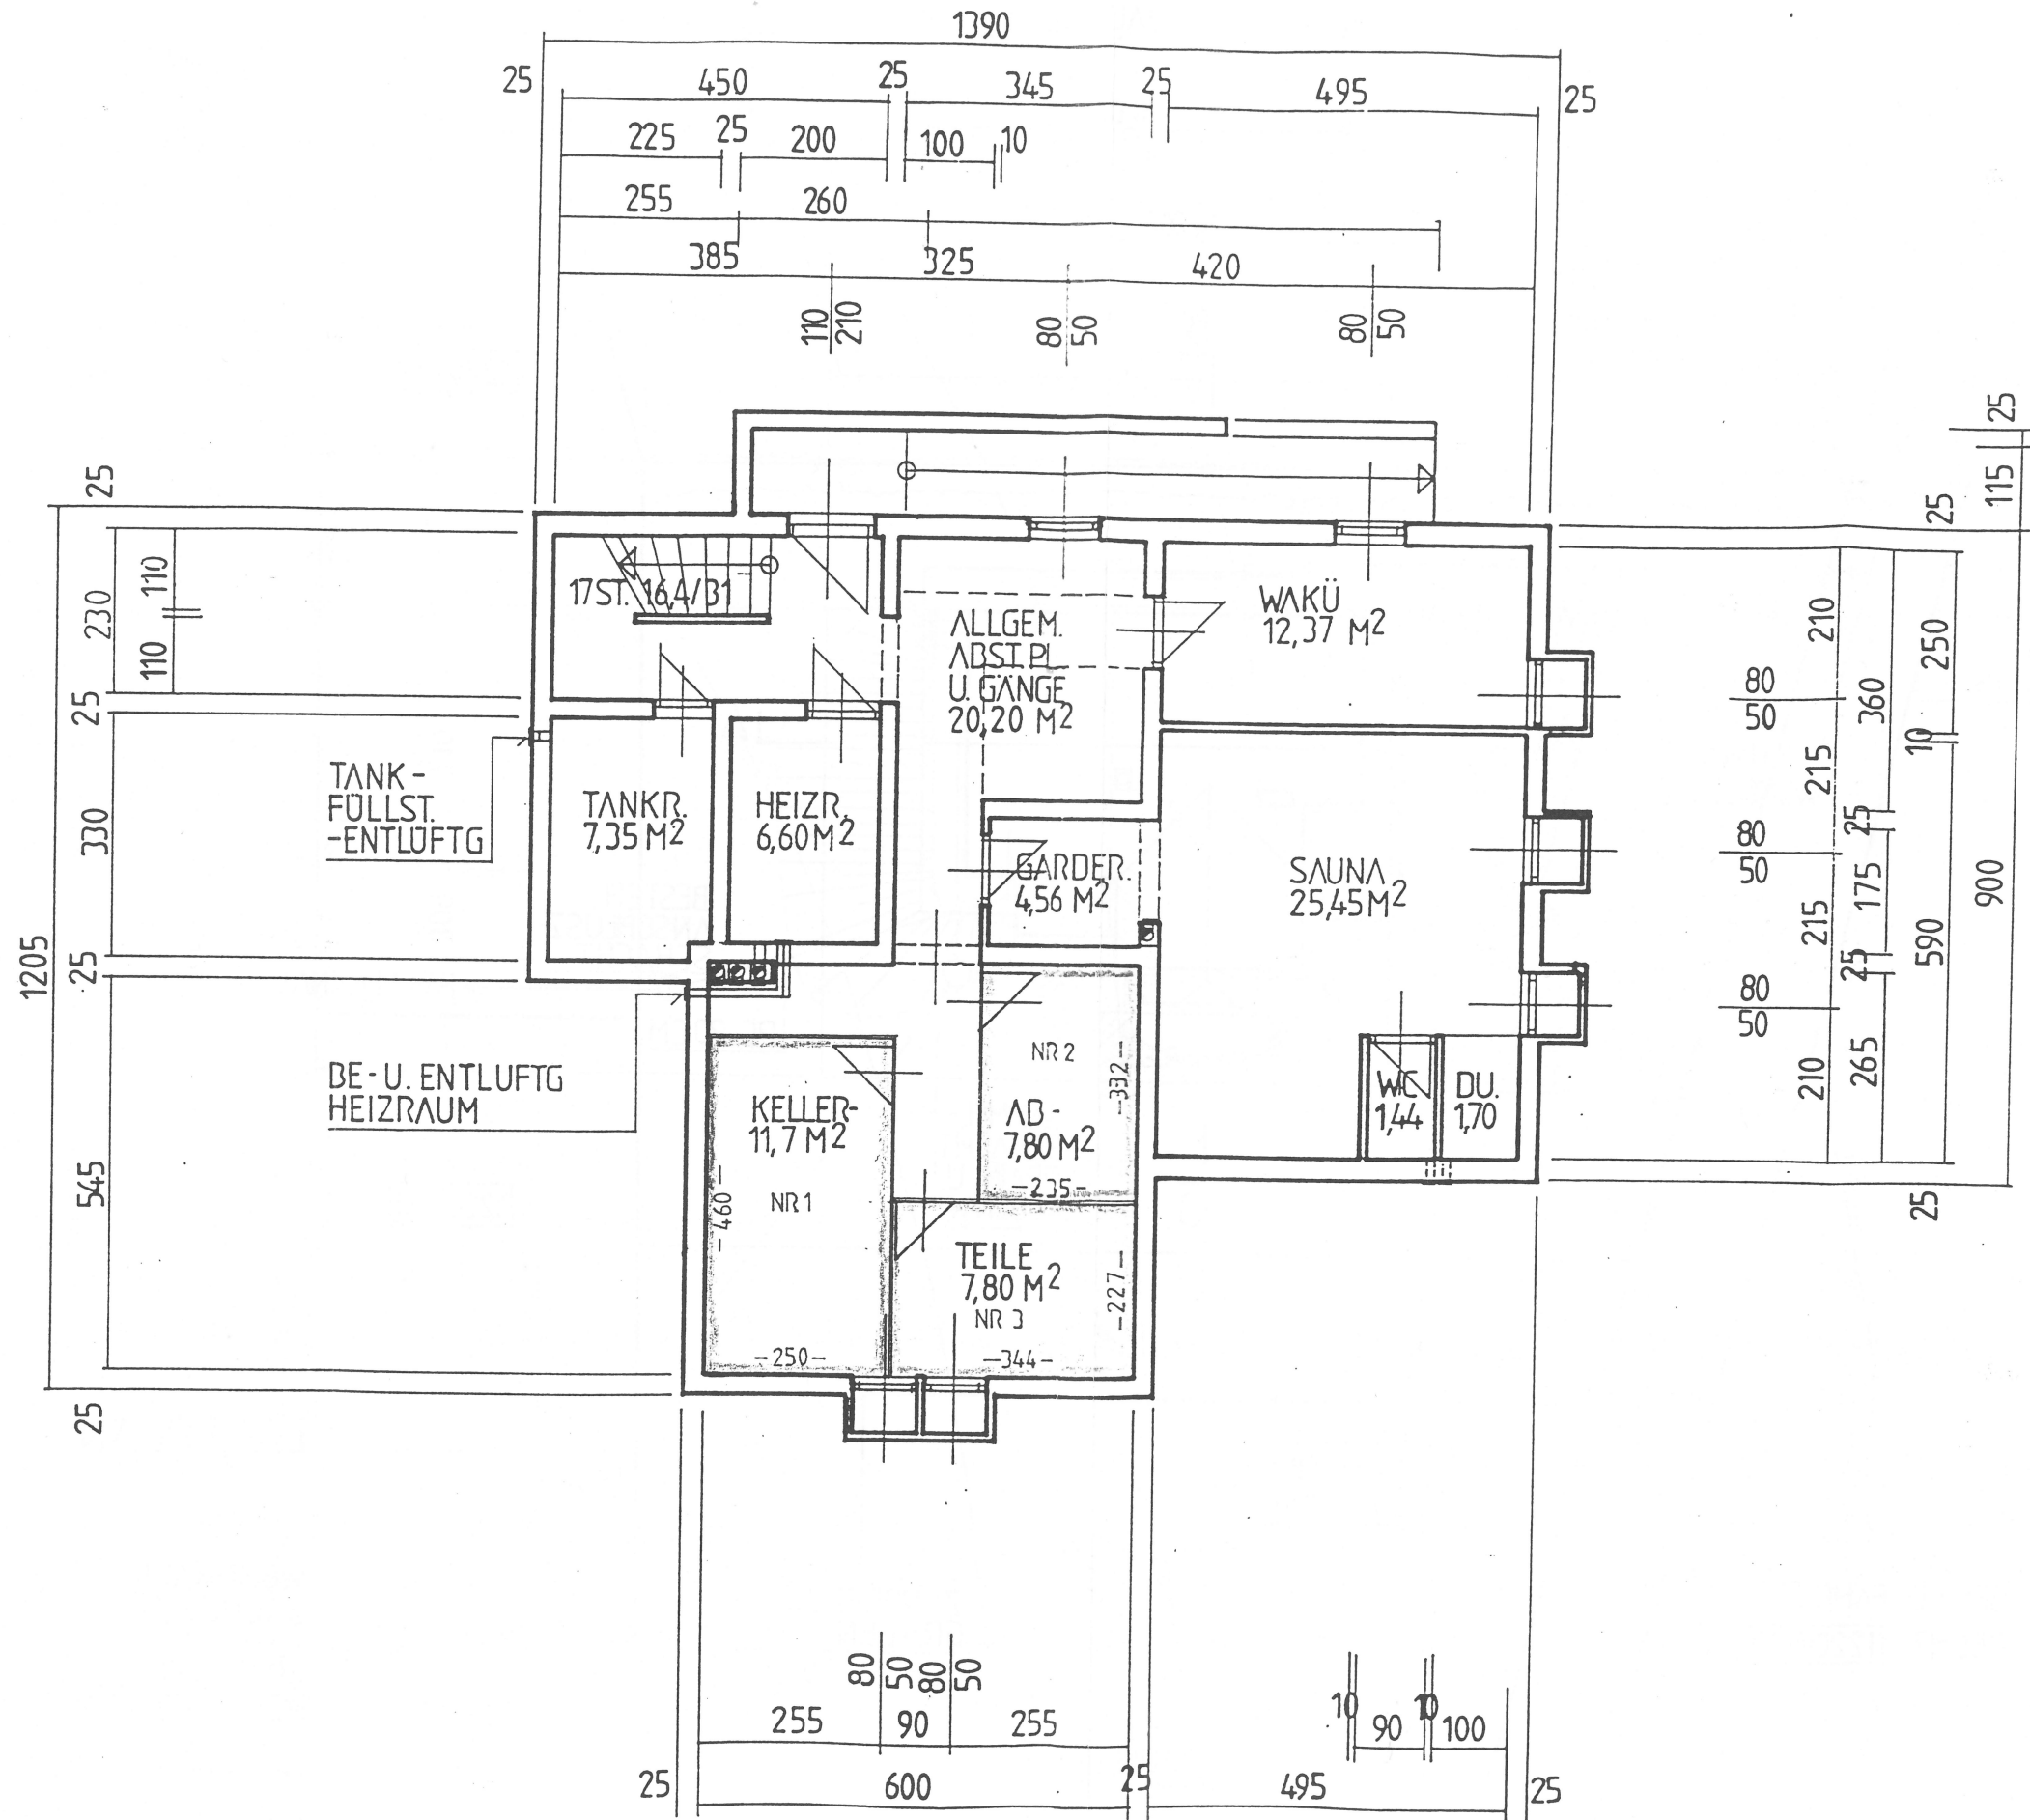 1390
25 450 25 345 25 495 25
225 25 200 100 10
255 260
385 325 420
110 210
80 50
80 50
25
115
25
25
17ST. 16,4/31
WAKÜ
12,37 M2
ALLGEM.
ABST.PL.
U. GÄNGE
20,20 M2
110
230
110
25
210
250
360
80
50
10
215
TANK-
FÜLLST.
-ENTLÜFTG
TANKR.
7,35 M2
HEIZR.
6,60 M2
330
GARDER.
4,56 M2
SAUNA
25,45 M2
80
50
25
175
900
215
590
25
1205
25
80
50
BE-U. ENTLUFTG
HEIZRAUM
NR 2
-332-
AB-
7,80 M2
-235-
KELLER-
11,7 M2
NR 1
-460-
WC
1,44
DU.
1,70
210
265
25
545
TEILE
7,80 M2
NR 3
-227-
-250-
-344-
25
80 50 80 50
10 10
255 90 255
90 100
25 600 25 495 25